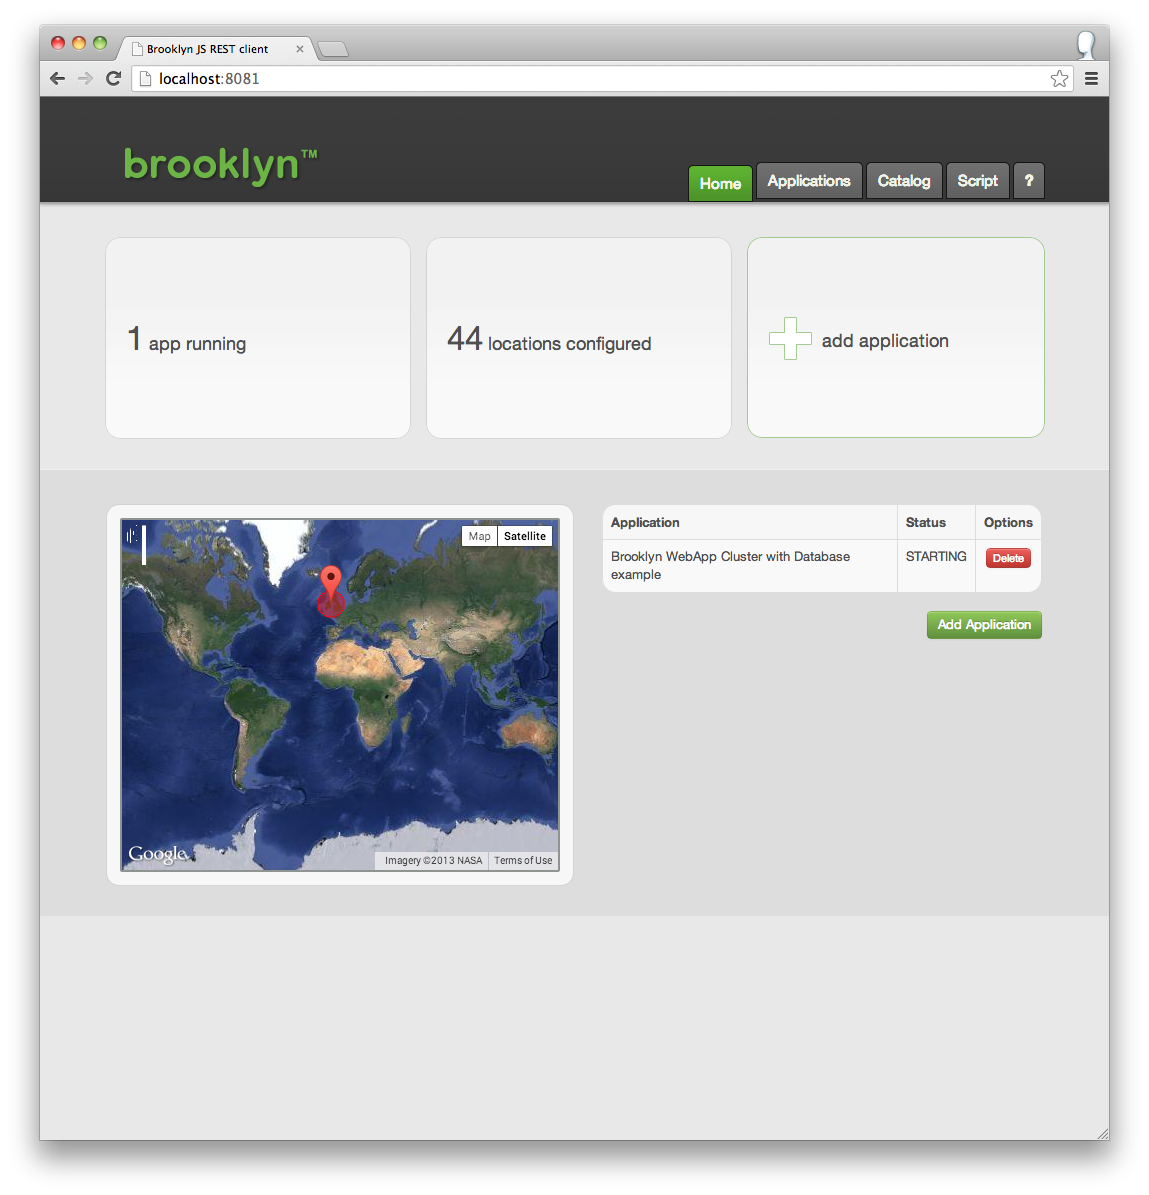 Brooklyn JS REST client
localhost:8081
brooklyn™
Home
Applications
Catalog
Script
?
1 app running
44 locations configured
add application
Map
Satellite
Google
Imagery ©2013 NASA
Terms of Use
Application
Status
Options
Brooklyn WebApp Cluster with Database
example
STARTING
Delete
Add Application